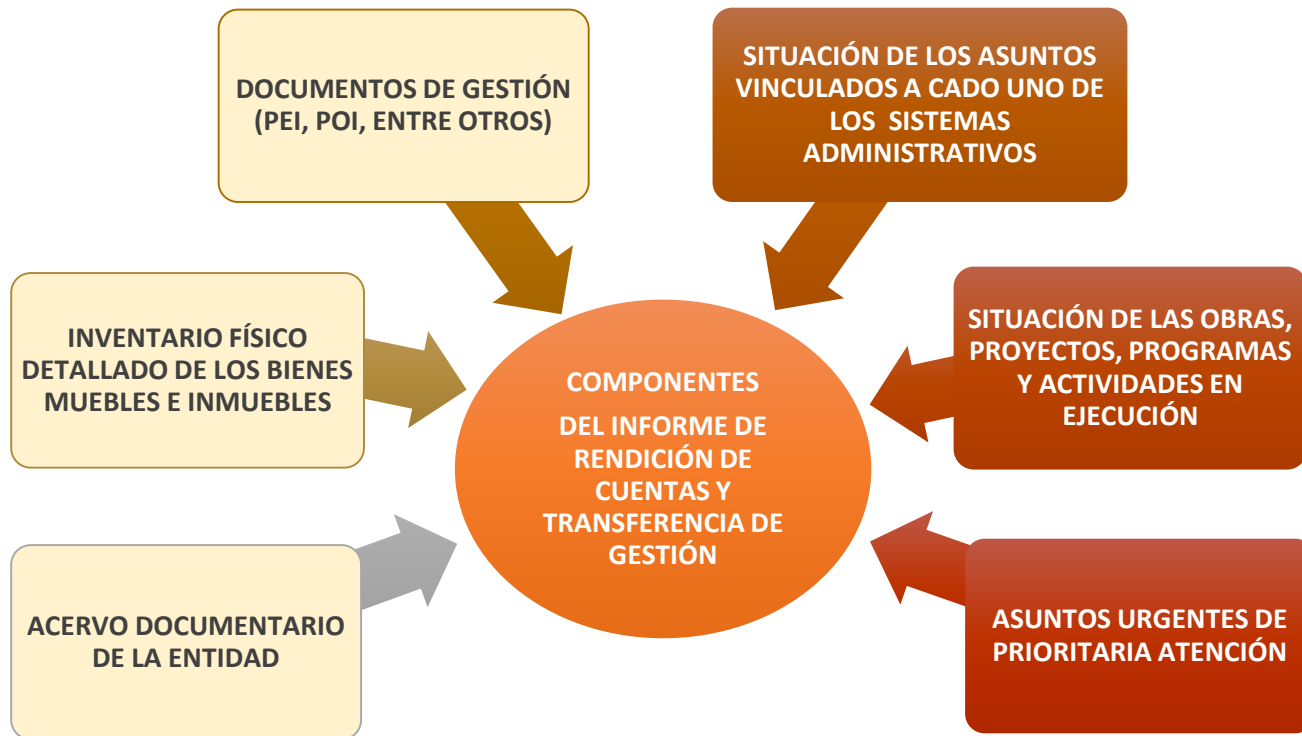 DOCUMENTOS DE GESTIÓN
(PEI, POI, ENTRE OTROS)
SITUACIÓN DE LOS ASUNTOS
VINCULADOS A CADO UNO DE
LOS SISTEMAS
ADMINISTRATIVOS
INVENTARIO FÍSICO
DETALLADO DE LOS BIENES
MUEBLES E INMUEBLES
COMPONENTES
DEL INFORME DE
RENDICIÓN DE
CUENTAS Y
TRANSFERENCIA DE
GESTIÓN
SITUACIÓN DE LAS OBRAS,
PROYECTOS, PROGRAMAS
Y ACTIVIDADES EN
EJECUCIÓN
ACERVO DOCUMENTARIO
DE LA ENTIDAD
ASUNTOS URGENTES DE
PRIORITARIA ATENCIÓN